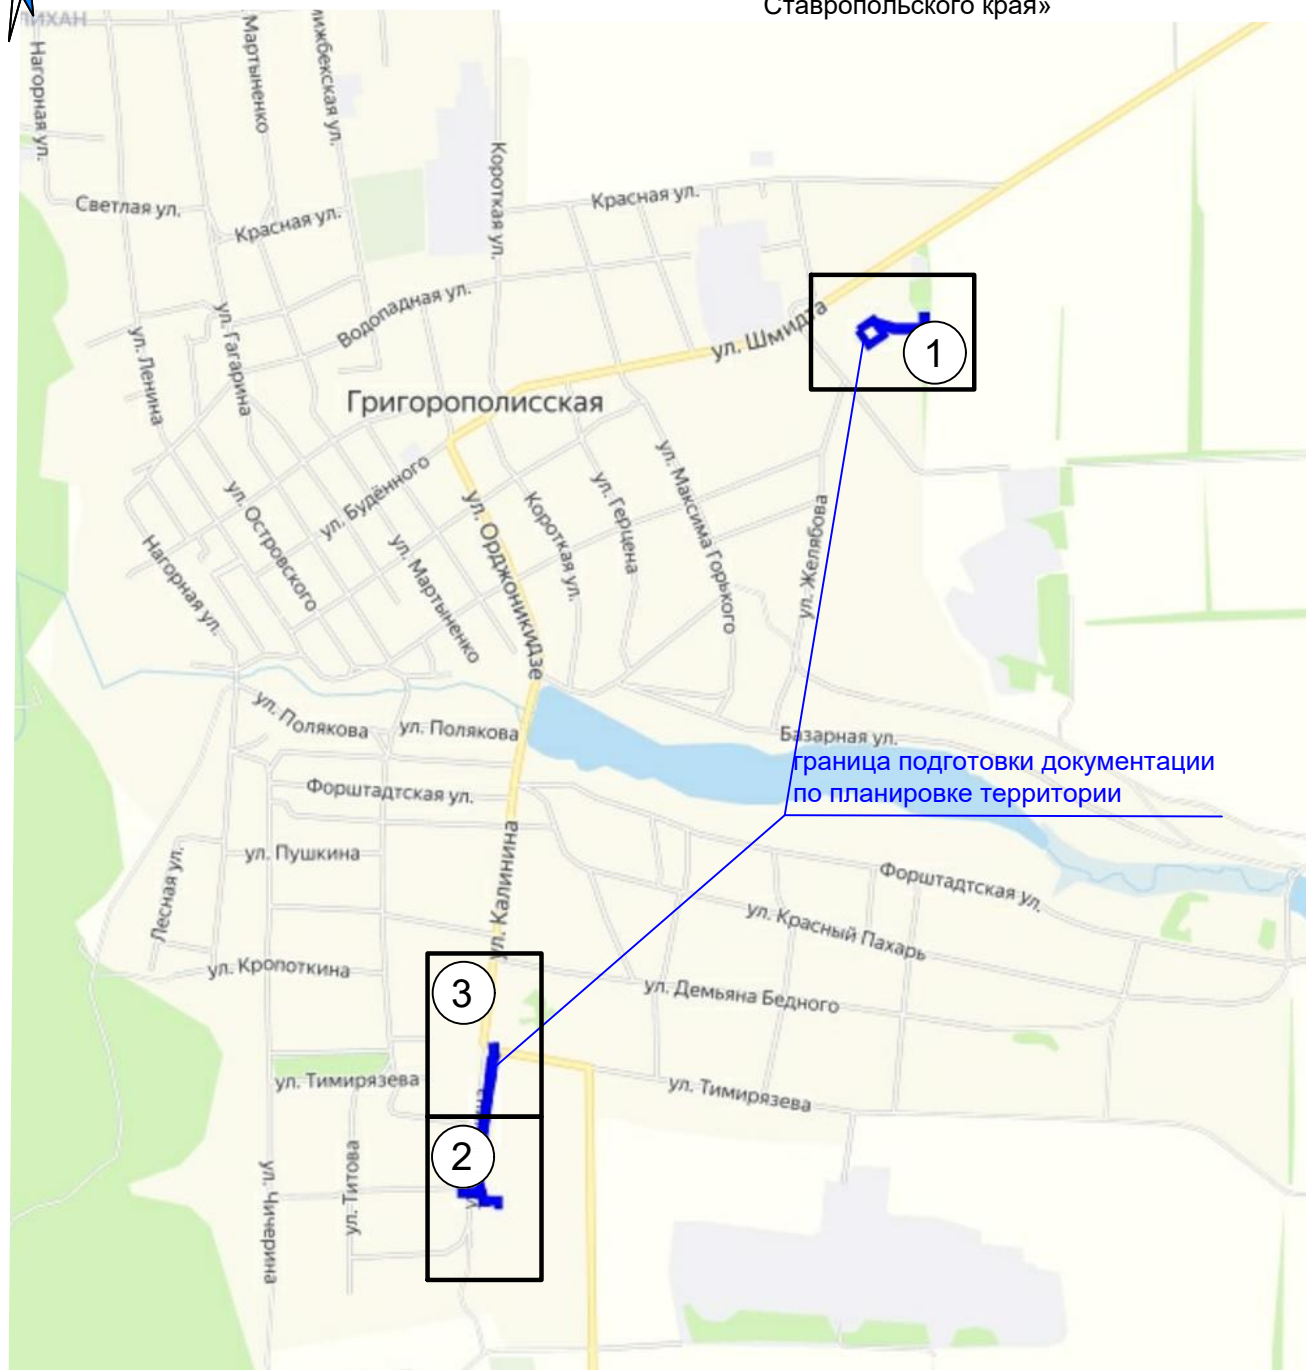 Ставропольского края»
Нагорная ул.
Мартыненко
Короткая ул.
Красная ул.
Светлая ул.
Красная ул.
Водопадная ул.
ул. Гагарина
ул. Ленина
ул. Шмидта
1
Григорополисская
ул. Будённого
ул. Максима Горького
ул. Герцена
Короткая ул.
ул. Орджоникидзе
ул. Островского
ул. Мартыненко
Нагорная ул.
ул. Желябова
ул. Полякова
ул. Полякова
Базарная ул.
граница подготовки документации
по планировке территории
Форштадтская ул.
ул. Пушкина
ул. Калинина
Лесная ул.
Форштадтская ул.
ул. Красный Пахарь
ул. Кропоткина
3
ул. Демьяна Бедного
ул. Тимирязева
ул. Тимирязева
2
ул. Титова
ул. Чичерина